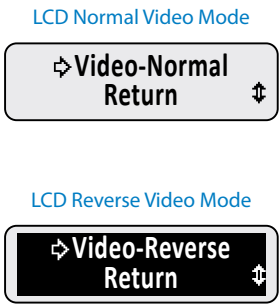 LCD Normal Video Mode
➩Video-Normal
Return ⇕
LCD Reverse Video Mode
➩Video-Reverse
Return ⇕